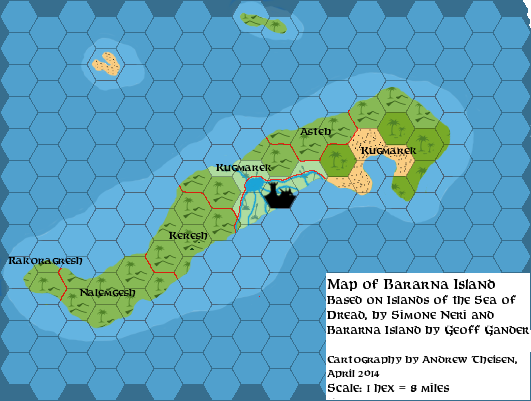 Asteh
Kugmarek
Kugmarek
Keresh
Rakoragresh
Nalemgesh
Map of Bararna Island
Based on Islands of the Sea of
Dread, by Simone Neri and
Bararna Island by Geoff Gander
Cartography by Andrew Theisen,
April 2014
Scale: 1 hex = 8 miles